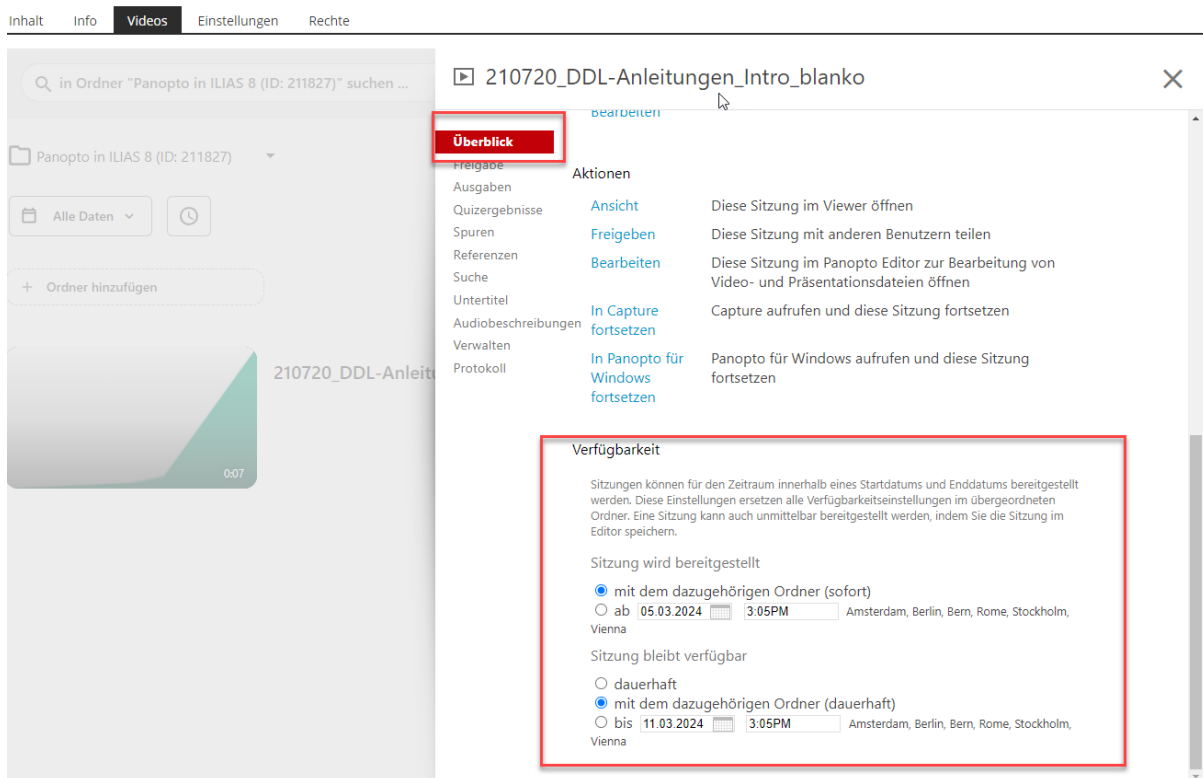 Inhalt Info Videos Einstellungen Rechte
in Ordner "Panopto in ILIAS 8 (ID: 211827)" suchen ...
Panopto in ILIAS 8 (ID: 211827)
Alle Daten
+ Ordner hinzufügen
210720_DDL-Anleitu
0:07
210720_DDL-Anleitungen_Intro_blanko
Überblick
Freigabe
Ausgaben
Quizergebnisse
Spuren
Referenzen
Suche
Untertitel
Audiobeschreibungen
Verwalten
Protokoll
Bearbeiten
Aktionen
Ansicht Diese Sitzung im Viewer öffnen
Freigeben Diese Sitzung mit anderen Benutzern teilen
Bearbeiten Diese Sitzung im Panopto Editor zur Bearbeitung von
Video- und Präsentationsdateien öffnen
In Capture Capture aufrufen und diese Sitzung fortsetzen
fortsetzen
In Panopto für Panopto für Windows aufrufen und diese Sitzung
Windows fortsetzen
fortsetzen
Verfügbarkeit
Sitzungen können für den Zeitraum innerhalb eines Startdatums und Enddatums bereitgestellt
werden. Diese Einstellungen ersetzen alle Verfügbarkeitseinstellungen im übergeordneten
Ordner. Eine Sitzung kann auch unmittelbar bereitgestellt werden, indem Sie die Sitzung im
Editor speichern.
Sitzung wird bereitgestellt
mit dem dazugehörigen Ordner (sofort)
ab 05.03.2024 3:05PM Amsterdam, Berlin, Bern, Rome, Stockholm,
Vienna
Sitzung bleibt verfügbar
dauerhaft
mit dem dazugehörigen Ordner (dauerhaft)
bis 11.03.2024 3:05PM Amsterdam, Berlin, Bern, Rome, Stockholm,
Vienna